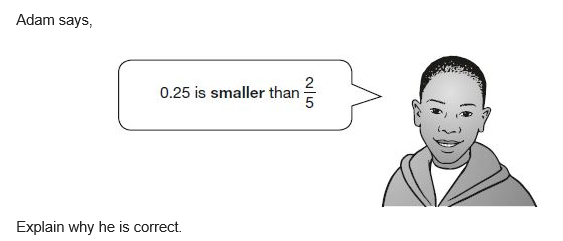 Adam says,
0.25 is smaller than 2/5
Explain why he is correct.